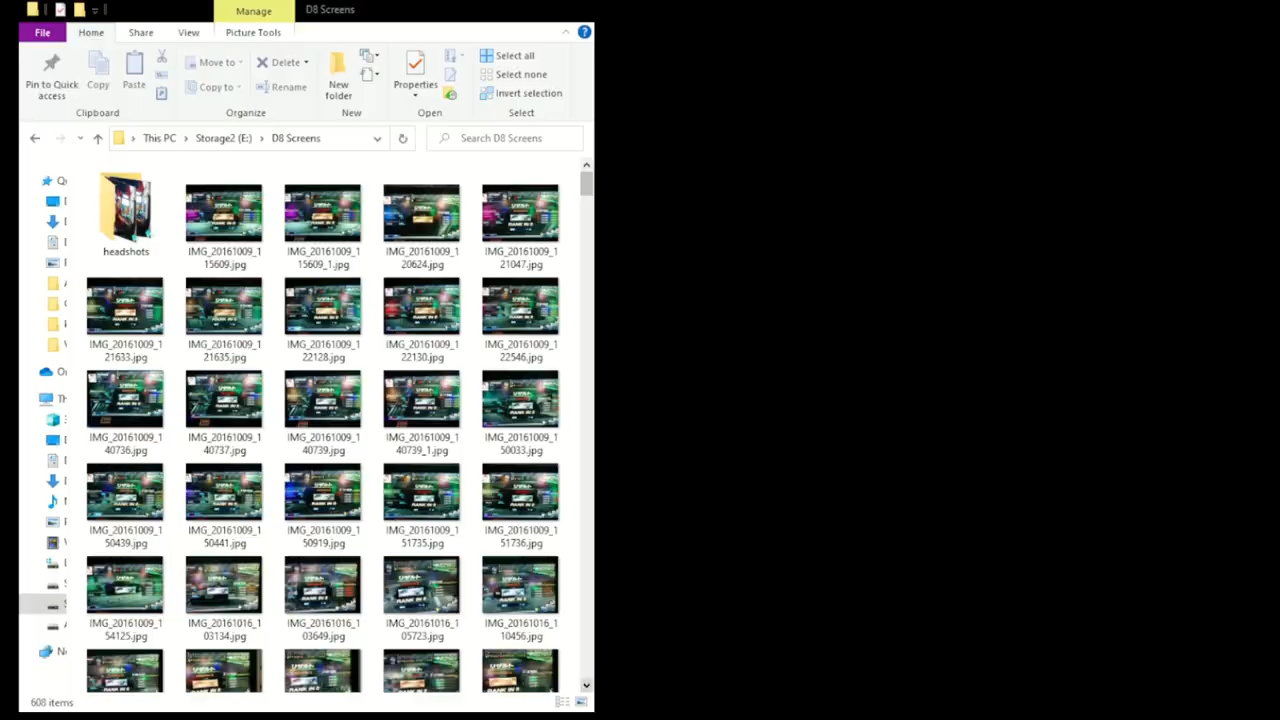 Manage
D8 Screens
File
Home
Share
View
Picture Tools
Pin to Quick
access
Copy
Paste
Move to
Copy to
Delete
Rename
New
folder
Properties
Select all
Select none
Invert selection
Clipboard
Organize
New
Open
Select
This PC
Storage2 (E:)
D8 Screens
Search D8 Screens
headshots
IMG_20161009_1
15609.jpg
IMG_20161009_1
15609_1.jpg
IMG_20161009_1
20624.jpg
IMG_20161009_1
21047.jpg
IMG_20161009_1
21633.jpg
IMG_20161009_1
21635.jpg
IMG_20161009_1
22128.jpg
IMG_20161009_1
22130.jpg
IMG_20161009_1
22546.jpg
IMG_20161009_1
40736.jpg
IMG_20161009_1
40737.jpg
IMG_20161009_1
40739.jpg
IMG_20161009_1
40739_1.jpg
IMG_20161009_1
50033.jpg
IMG_20161009_1
50439.jpg
IMG_20161009_1
50441.jpg
IMG_20161009_1
50919.jpg
IMG_20161009_1
51735.jpg
IMG_20161009_1
51736.jpg
IMG_20161009_1
54125.jpg
IMG_20161016_1
03134.jpg
IMG_20161016_1
03649.jpg
IMG_20161016_1
05723.jpg
IMG_20161016_1
10456.jpg
608 items